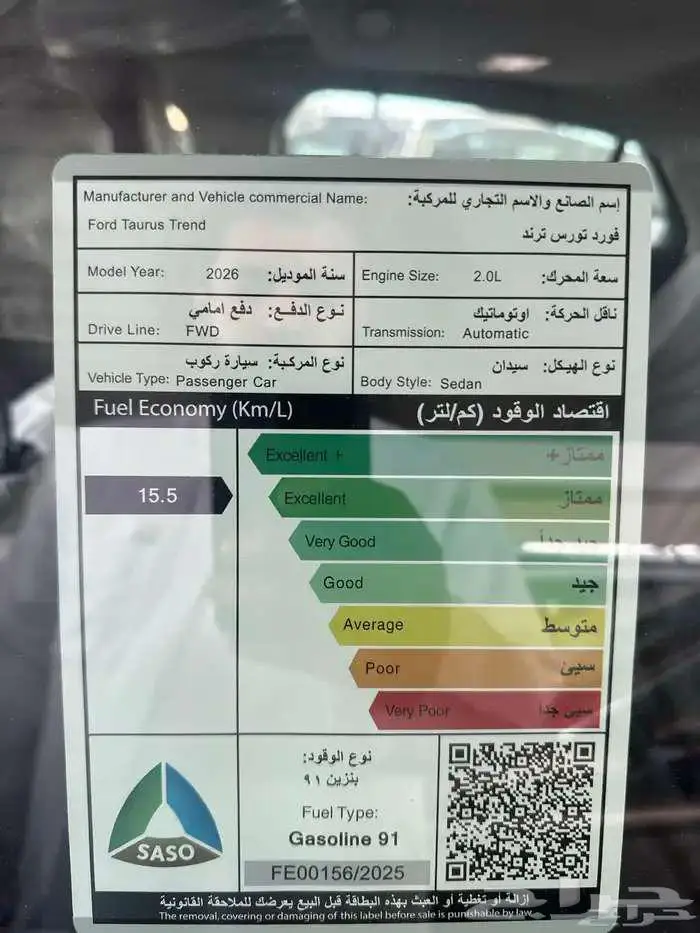 Manufacturer and Vehicle commercial Name: إسم الصانع والاسم التجاري للمركبة:
Ford Taurus Trend فورد تورس ترند
Model Year: 2026 سنة الموديل:
Engine Size: 2.0L سعة المحرك:
نوع الدفع: دفع امامي
Drive Line: FWD
ناقل الحركة: اوتوماتيك
Transmission: Automatic
نوع المركبة: سيارة ركوب
Vehicle Type: Passenger Car
نوع الهيكل: سيدان
Body Style: Sedan
Fuel Economy (Km/L) اقتصاد الوقود (كم/لتر)
Excellent + ممتاز+
15.5
Excellent ممتاز
Very Good جيد جداً
Good جيد
Average متوسط
Poor سيئ
Very Poor سيئ جدا
SASO
نوع الوقود:
بنزين ٩١
Fuel Type:
Gasoline 91
FE00156/2025
إزالة أو تغطية أو العبث بهذه البطاقة قبل البيع يعرضك للملاحقة القانونية
The removal, covering or damaging of this label before sale is punishable by law
حراج